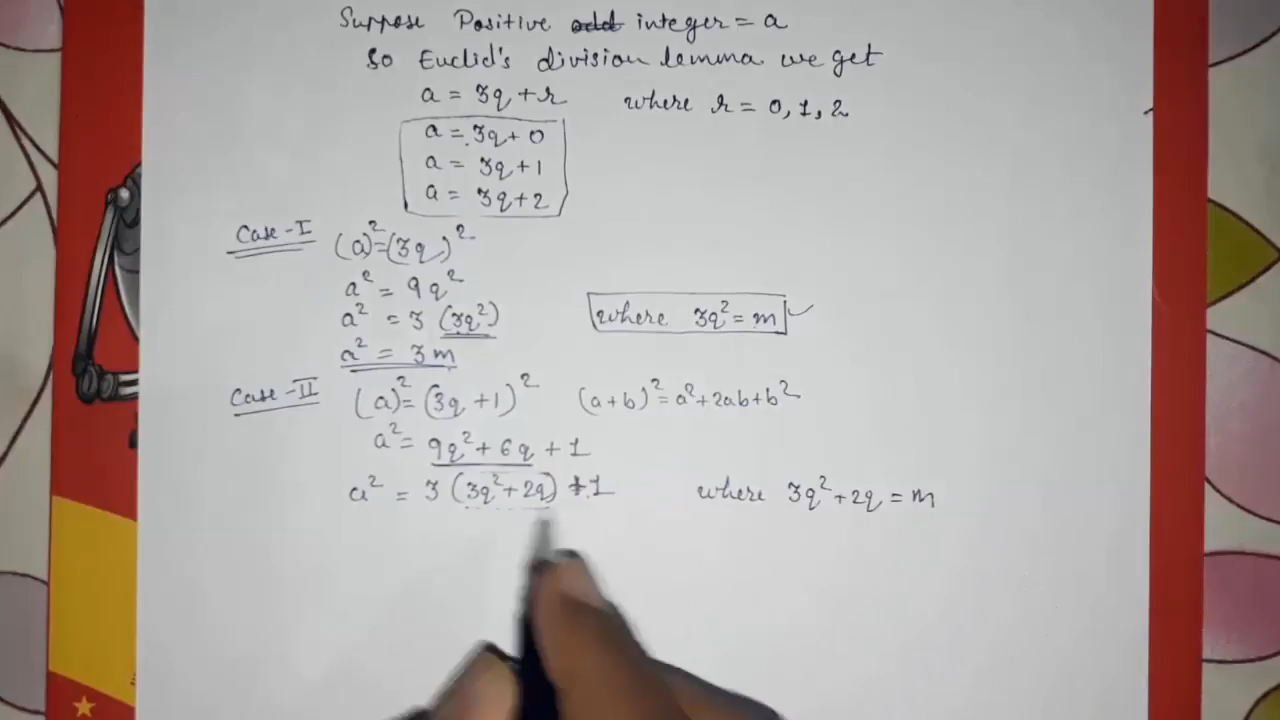 Suppose Positive odd integer = a
So Euclid's division lemma we get
a = 3q + r where r = 0, 1, 2
a = 3q + 0
a = 3q + 1
a = 3q + 2
Case - I (a)² = (3q)²
a² = 9q²
a² = 3 (3q²) where 3q² = m
a² = 3m
Case - II (a)² = (3q + 1)² (a+b)² = a² + 2ab + b²
a² = 9q² + 6q + 1
a² = 3 (3q² + 2q) + 1 where 3q² + 2q = m